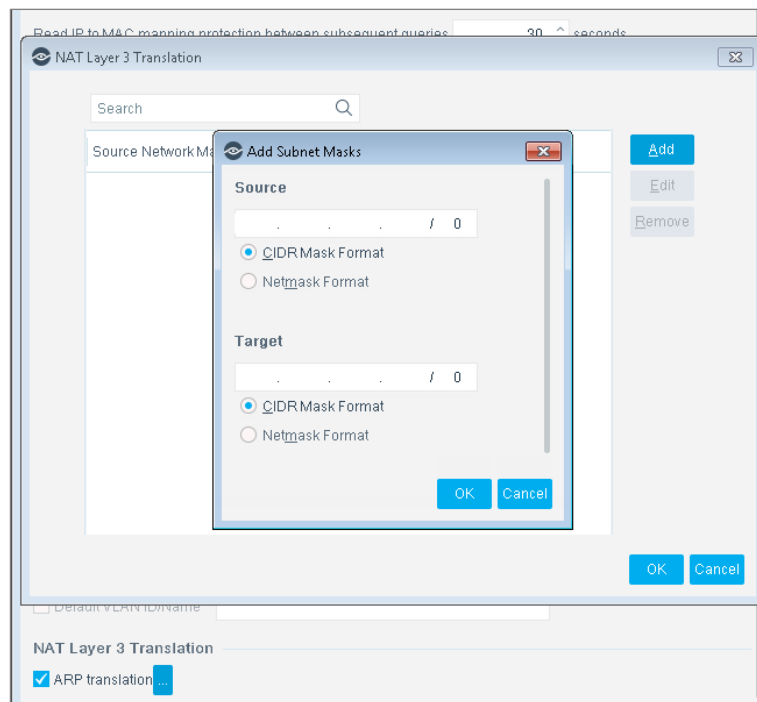 Read IP to MAC mapping protection between subsequent queries 30 seconds
NAT Layer 3 Translation
Search
Source Network Ma
Add
Edit
Remove
Add Subnet Masks
Source
. . . / 0
CIDR Mask Format
Netmask Format
Target
. . . / 0
CIDR Mask Format
Netmask Format
OK Cancel
OK Cancel
Default VLAN ID/Name
NAT Layer 3 Translation
ARP translation ...